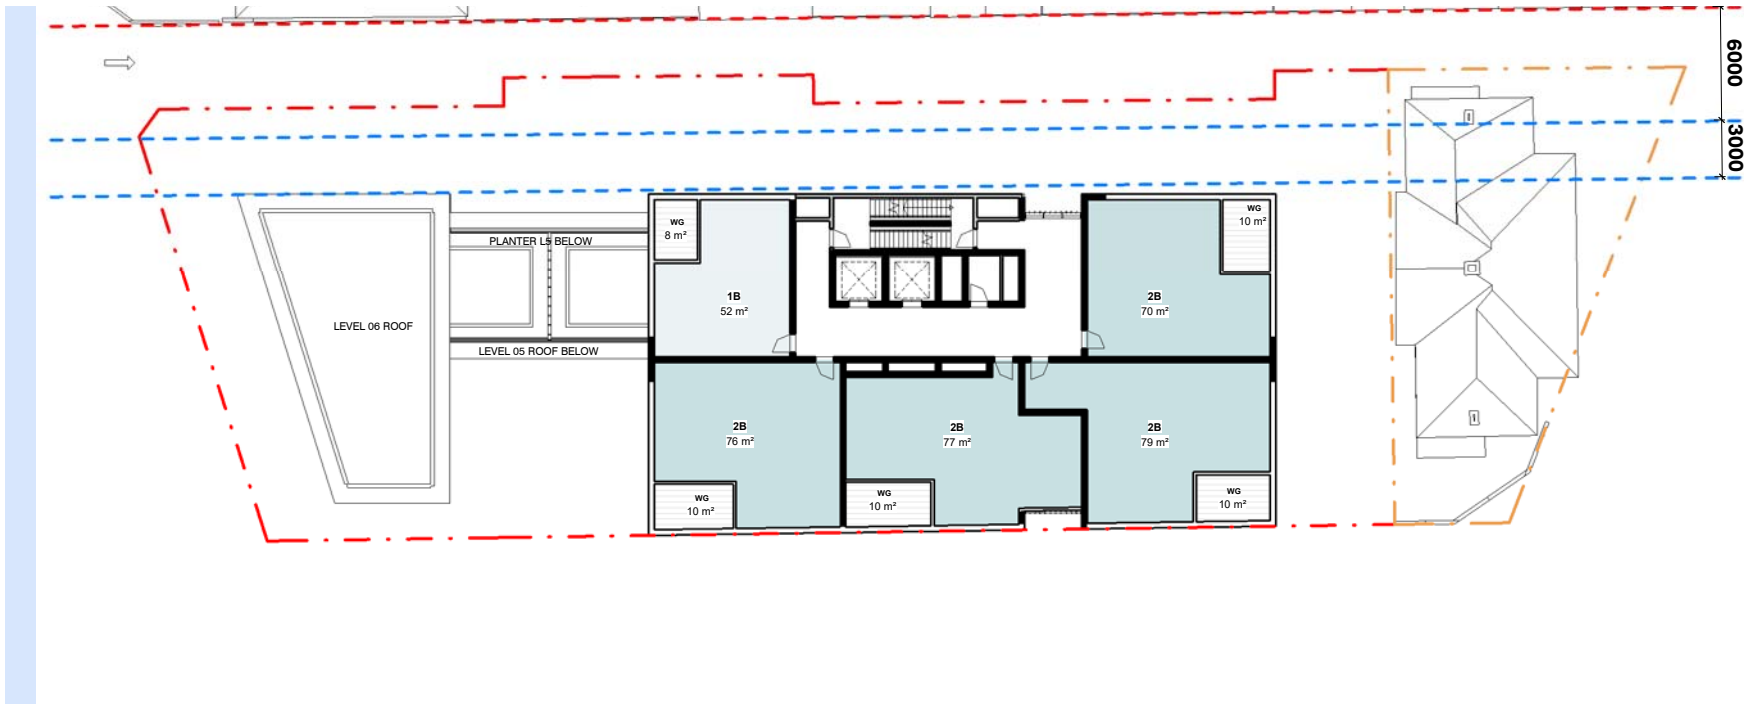 6000
3000
WG
8 m²
WG
10 m²
PLANTER L5 BELOW
1B
52 m²
2B
70 m²
LEVEL 06 ROOF
LEVEL 05 ROOF BELOW
2B
76 m²
2B
77 m²
2B
79 m²
WG
10 m²
WG
10 m²
WG
10 m²